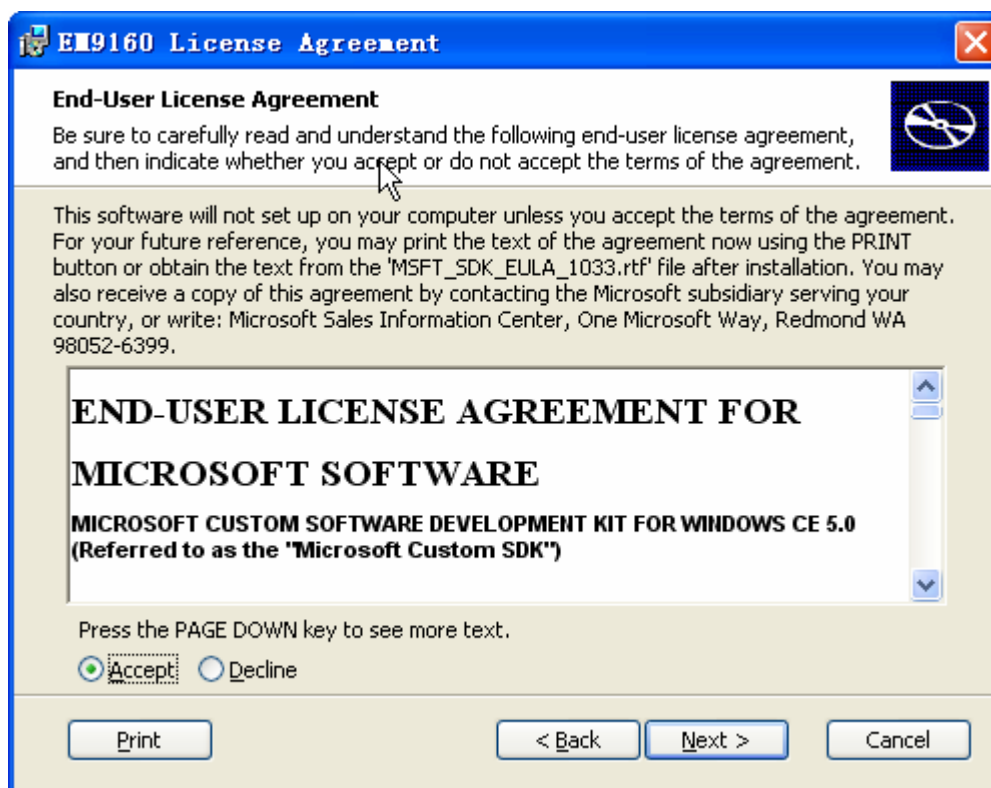 EM9160 License Agreement
End-User License Agreement
Be sure to carefully read and understand the following end-user license agreement,
and then indicate whether you accept or do not accept the terms of the agreement.
This software will not set up on your computer unless you accept the terms of the agreement.
For your future reference, you may print the text of the agreement now using the PRINT
button or obtain the text from the 'MSFT_SDK_EULA_1033.rtf' file after installation. You may
also receive a copy of this agreement by contacting the Microsoft subsidiary serving your
country, or write: Microsoft Sales Information Center, One Microsoft Way, Redmond WA
98052-6399.
END-USER LICENSE AGREEMENT FOR
MICROSOFT SOFTWARE
MICROSOFT CUSTOM SOFTWARE DEVELOPMENT KIT FOR WINDOWS CE 5.0
(Referred to as the "Microsoft Custom SDK")
Press the PAGE DOWN key to see more text.
Accept Decline
Print < Back Next > Cancel